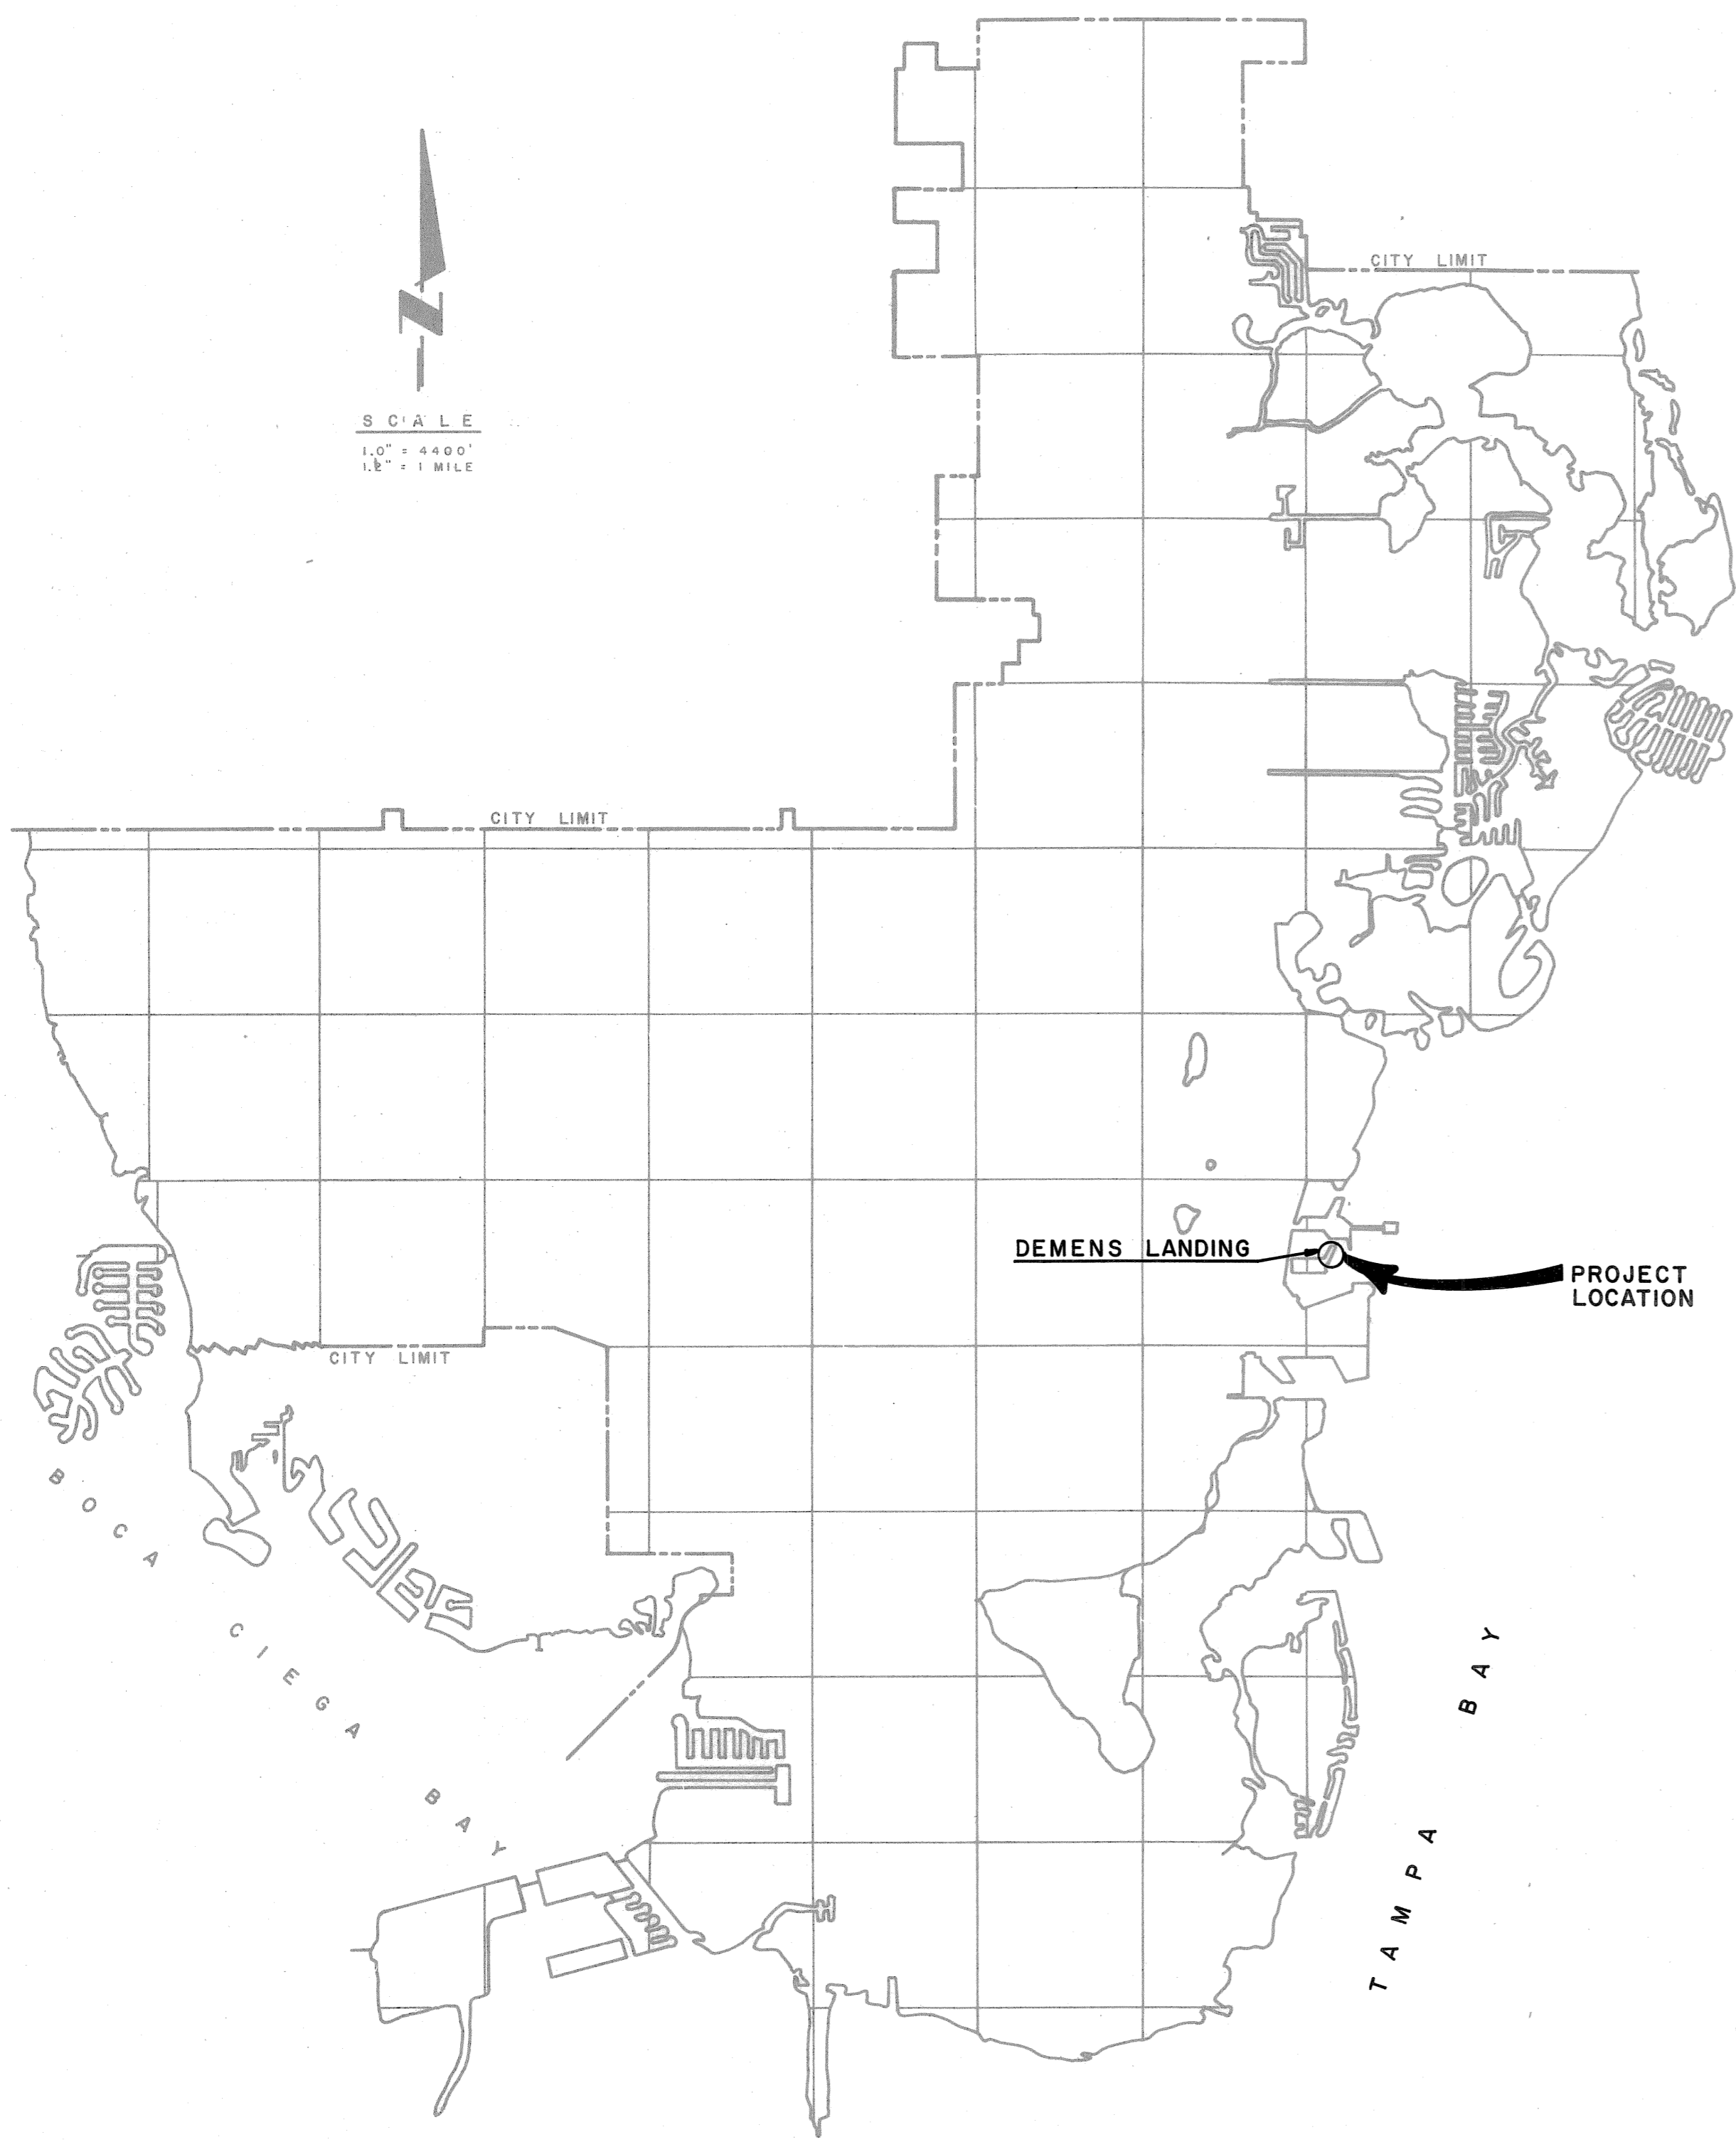 CITY LIMIT
N
SCALE
1.0" = 4400'
1.2" = 1 MILE
CITY LIMIT
DEMENS LANDING
PROJECT
LOCATION
CITY LIMIT
BOCA CIEGA BAY
TAMPA BAY